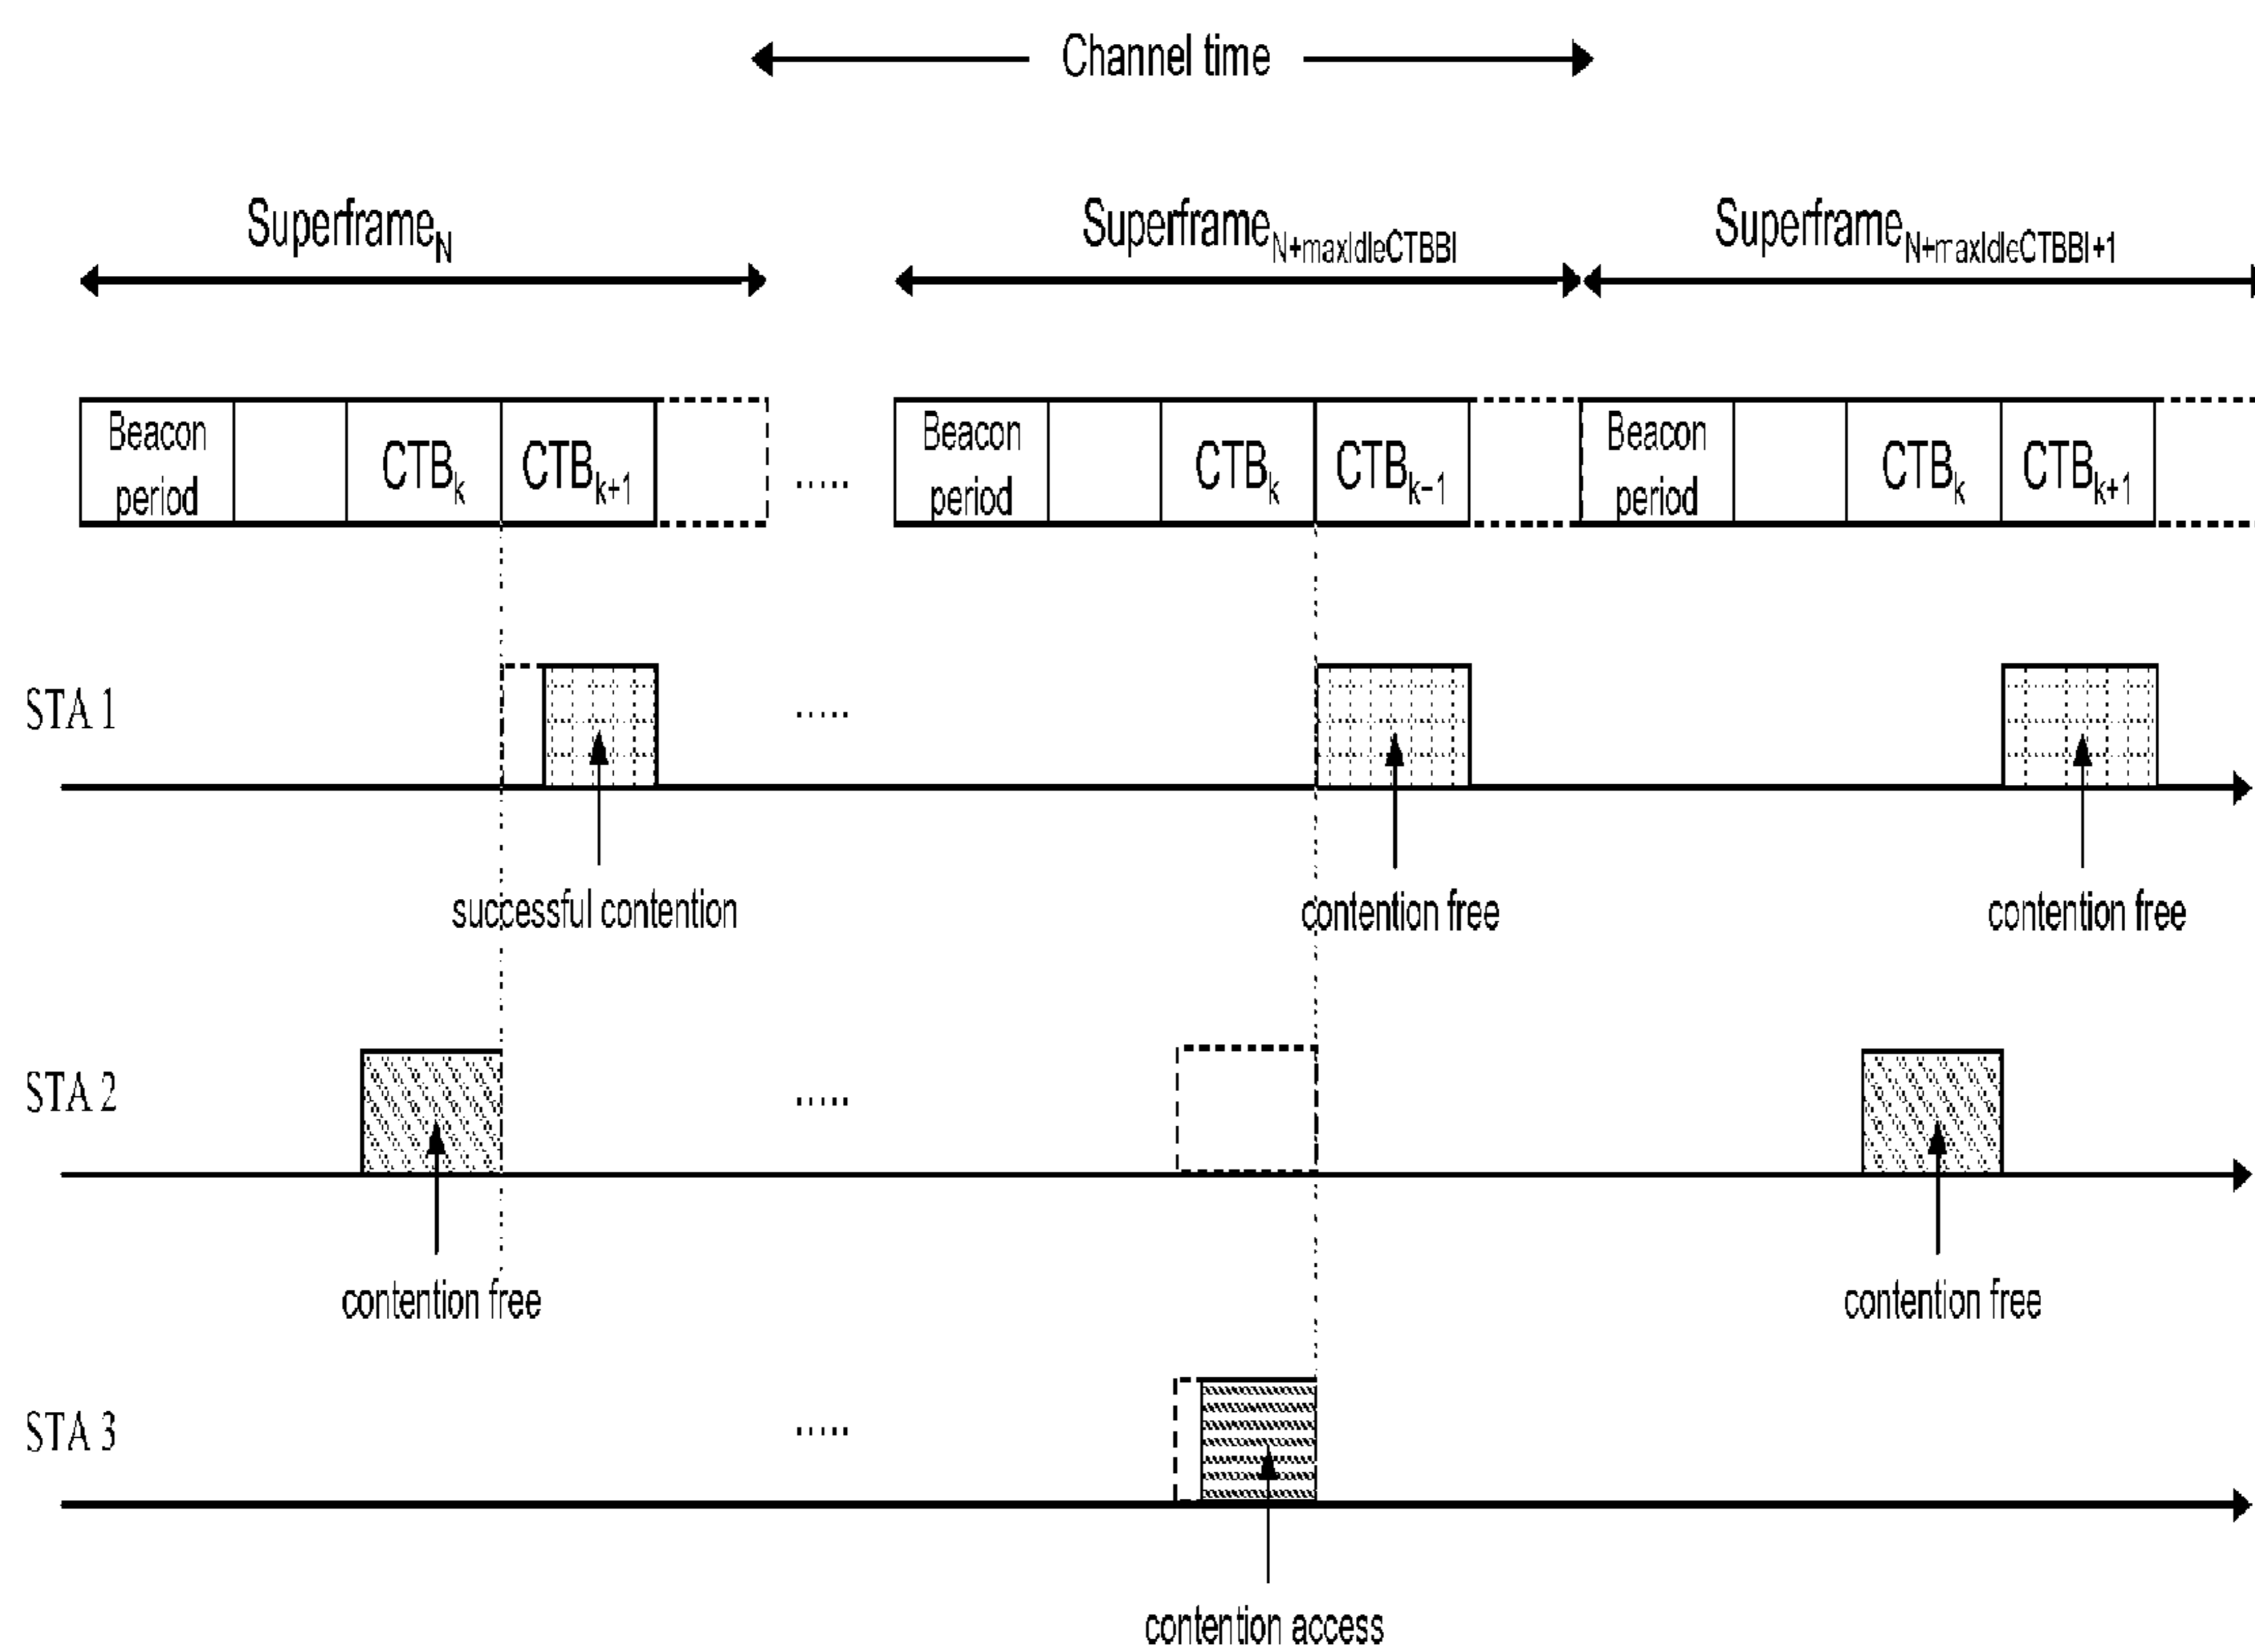 Channel time
Superframe_N Superframe_N+maxIdleCTBBI Superframe_N+maxIdleCTBBI+1
Beacon period CTB_k CTB_k+1 ..... Beacon period CTB_k CTB_k−1 Beacon period CTB_k CTB_k+1
STA 1 .....
successful contention contention free contention free
STA 2 .....
contention free contention free
STA 3 .....
contention access